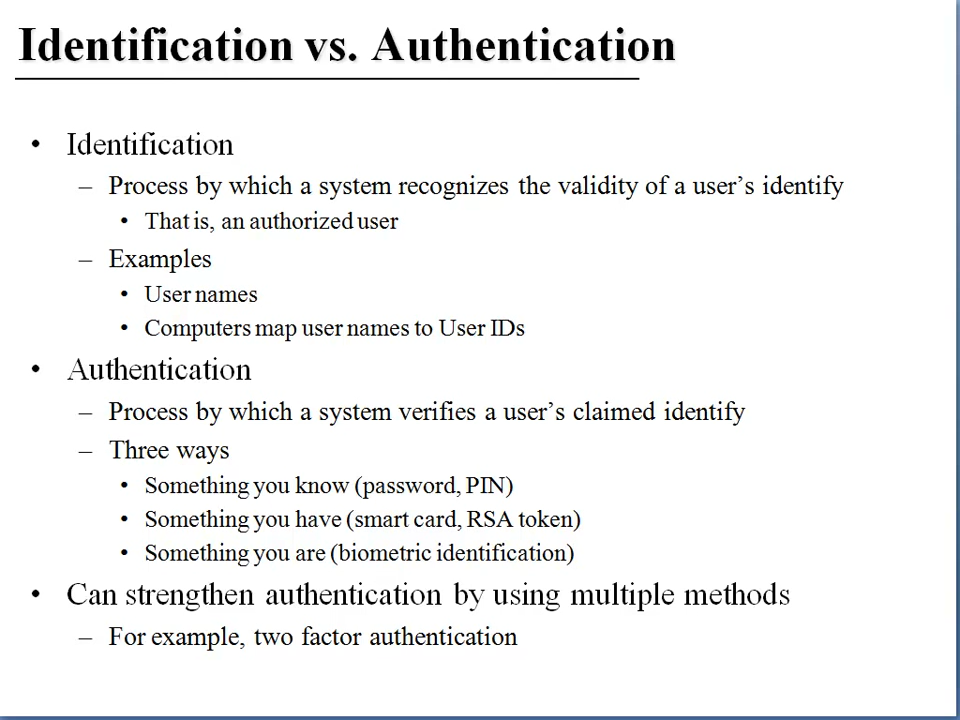 Identification vs. Authentication
• Identification
– Process by which a system recognizes the validity of a user's identify
• That is, an authorized user
– Examples
• User names
• Computers map user names to User IDs
• Authentication
– Process by which a system verifies a user's claimed identify
– Three ways
• Something you know (password, PIN)
• Something you have (smart card, RSA token)
• Something you are (biometric identification)
• Can strengthen authentication by using multiple methods
– For example, two factor authentication